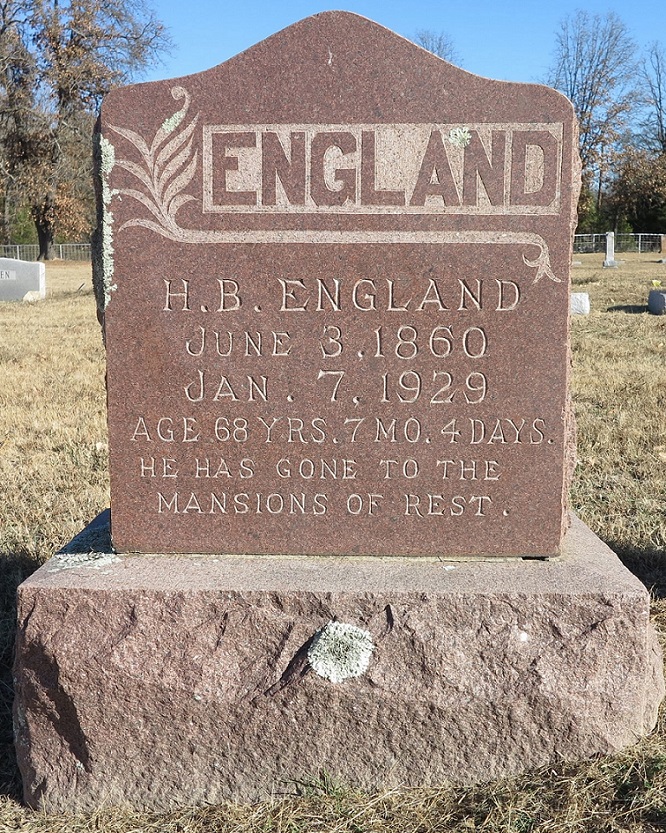 ENGLAND
H.B. ENGLAND
JUNE 3, 1860
JAN. 7, 1929
AGE 68 YRS. 7 MO. 4 DAYS.
HE HAS GONE TO THE
MANSIONS OF REST.
EN